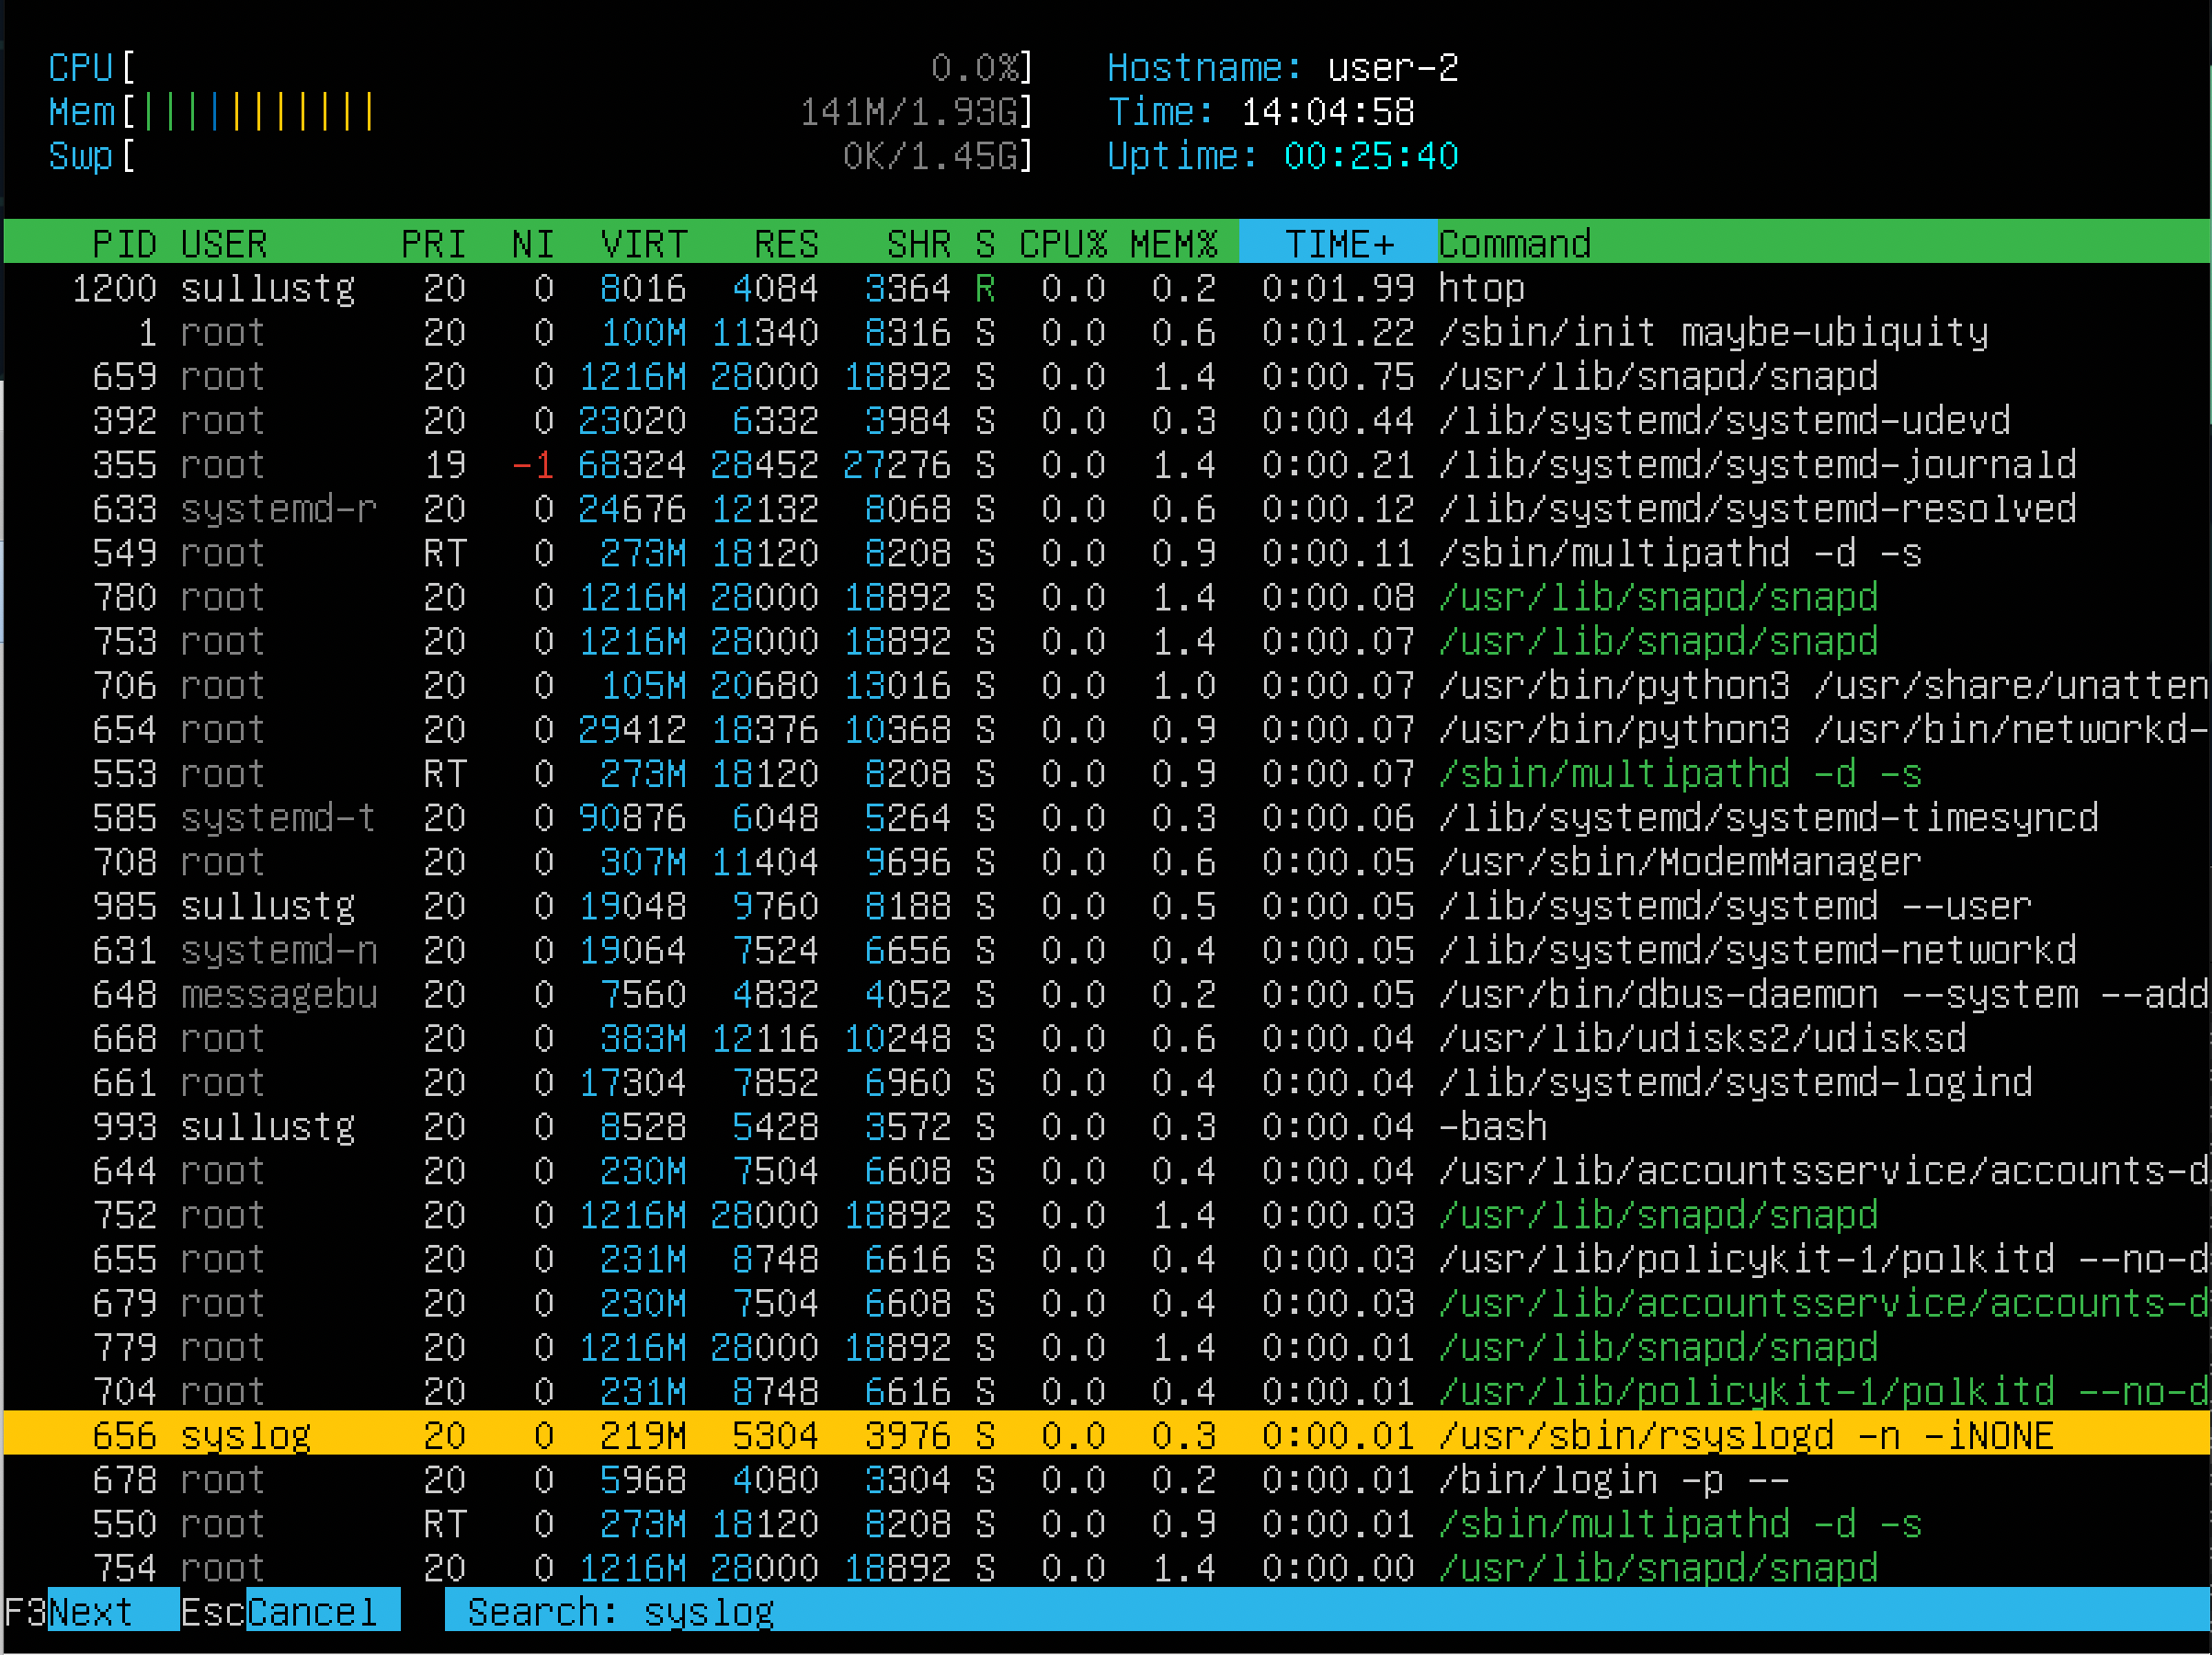 CPU[ 0.0%] Hostname: user-2
Mem[||||||||||| 141M/1.93G] Time: 14:04:58
Swp[ 0K/1.45G] Uptime: 00:25:40
PID USER PRI NI VIRT RES SHR S CPU% MEM% TIME+ Command
1200 sullustg 20 0 8016 4084 3364 R 0.0 0.2 0:01.99 htop
1 root 20 0 100M 11340 8316 S 0.0 0.6 0:01.22 /sbin/init maybe-ubiquity
659 root 20 0 1216M 28000 18892 S 0.0 1.4 0:00.75 /usr/lib/snapd/snapd
392 root 20 0 23020 6332 3984 S 0.0 0.3 0:00.44 /lib/systemd/systemd-udevd
355 root 19 -1 68324 28452 27276 S 0.0 1.4 0:00.21 /lib/systemd/systemd-journald
633 systemd-r 20 0 24676 12132 8068 S 0.0 0.6 0:00.12 /lib/systemd/systemd-resolved
549 root RT 0 273M 18120 8208 S 0.0 0.9 0:00.11 /sbin/multipathd -d -s
780 root 20 0 1216M 28000 18892 S 0.0 1.4 0:00.08 /usr/lib/snapd/snapd
753 root 20 0 1216M 28000 18892 S 0.0 1.4 0:00.07 /usr/lib/snapd/snapd
706 root 20 0 105M 20680 13016 S 0.0 1.0 0:00.07 /usr/bin/python3 /usr/share/unatten
654 root 20 0 29412 18376 10368 S 0.0 0.9 0:00.07 /usr/bin/python3 /usr/bin/networkd-
553 root RT 0 273M 18120 8208 S 0.0 0.9 0:00.07 /sbin/multipathd -d -s
585 systemd-t 20 0 90876 6048 5264 S 0.0 0.3 0:00.06 /lib/systemd/systemd-timesyncd
708 root 20 0 307M 11404 9696 S 0.0 0.6 0:00.05 /usr/sbin/ModemManager
985 sullustg 20 0 19048 9760 8188 S 0.0 0.5 0:00.05 /lib/systemd/systemd --user
631 systemd-n 20 0 19064 7524 6656 S 0.0 0.4 0:00.05 /lib/systemd/systemd-networkd
648 messagebu 20 0 7560 4832 4052 S 0.0 0.2 0:00.05 /usr/bin/dbus-daemon --system --add
668 root 20 0 383M 12116 10248 S 0.0 0.6 0:00.04 /usr/lib/udisks2/udisksd
661 root 20 0 17304 7852 6960 S 0.0 0.4 0:00.04 /lib/systemd/systemd-logind
993 sullustg 20 0 8528 5428 3572 S 0.0 0.3 0:00.04 -bash
644 root 20 0 230M 7504 6608 S 0.0 0.4 0:00.04 /usr/lib/accountsservice/accounts-d
752 root 20 0 1216M 28000 18892 S 0.0 1.4 0:00.03 /usr/lib/snapd/snapd
655 root 20 0 231M 8748 6616 S 0.0 0.4 0:00.03 /usr/lib/policykit-1/polkitd --no-d
679 root 20 0 230M 7504 6608 S 0.0 0.4 0:00.03 /usr/lib/accountsservice/accounts-d
779 root 20 0 1216M 28000 18892 S 0.0 1.4 0:00.01 /usr/lib/snapd/snapd
704 root 20 0 231M 8748 6616 S 0.0 0.4 0:00.01 /usr/lib/policykit-1/polkitd --no-d
656 syslog 20 0 219M 5304 3976 S 0.0 0.3 0:00.01 /usr/sbin/rsyslogd -n -iNONE
678 root 20 0 5968 4080 3304 S 0.0 0.2 0:00.01 /bin/login -p --
550 root RT 0 273M 18120 8208 S 0.0 0.9 0:00.01 /sbin/multipathd -d -s
754 root 20 0 1216M 28000 18892 S 0.0 1.4 0:00.00 /usr/lib/snapd/snapd
F3Next EscCancel Search: syslog